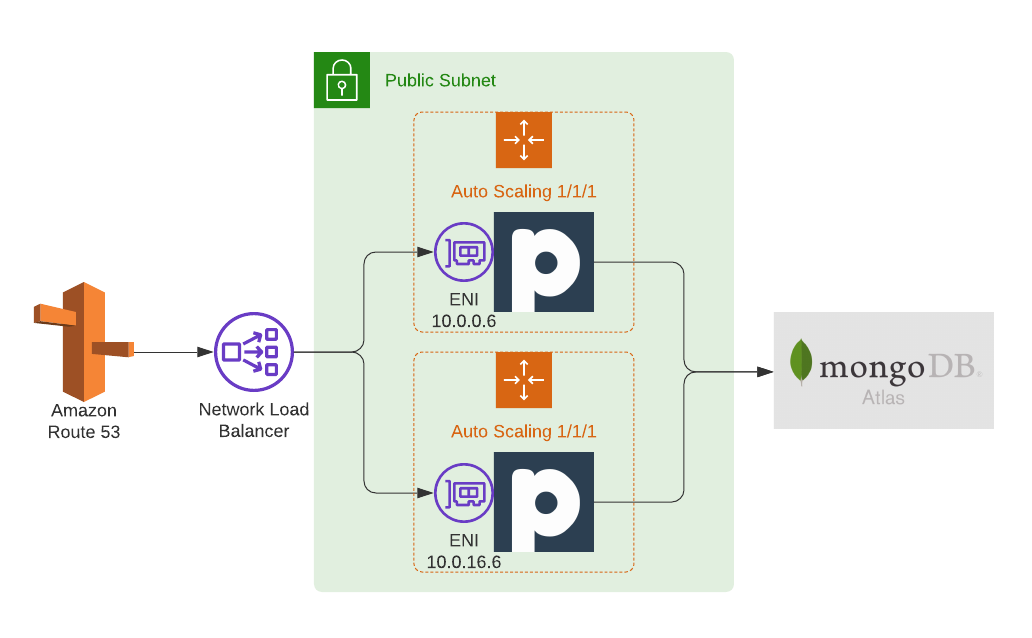 Public Subnet
Auto Scaling 1/1/1
ENI
10.0.0.6
Amazon
Route 53
Network Load
Balancer
Auto Scaling 1/1/1
ENI
10.0.16.6
mongoDB®
Atlas